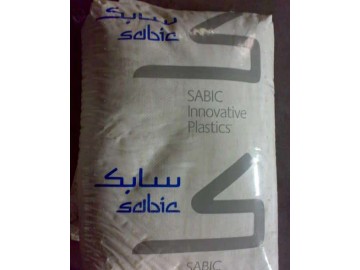 سابك
sabic
SABIC
Innovative
Plastics
سابك
sabic
SABIC